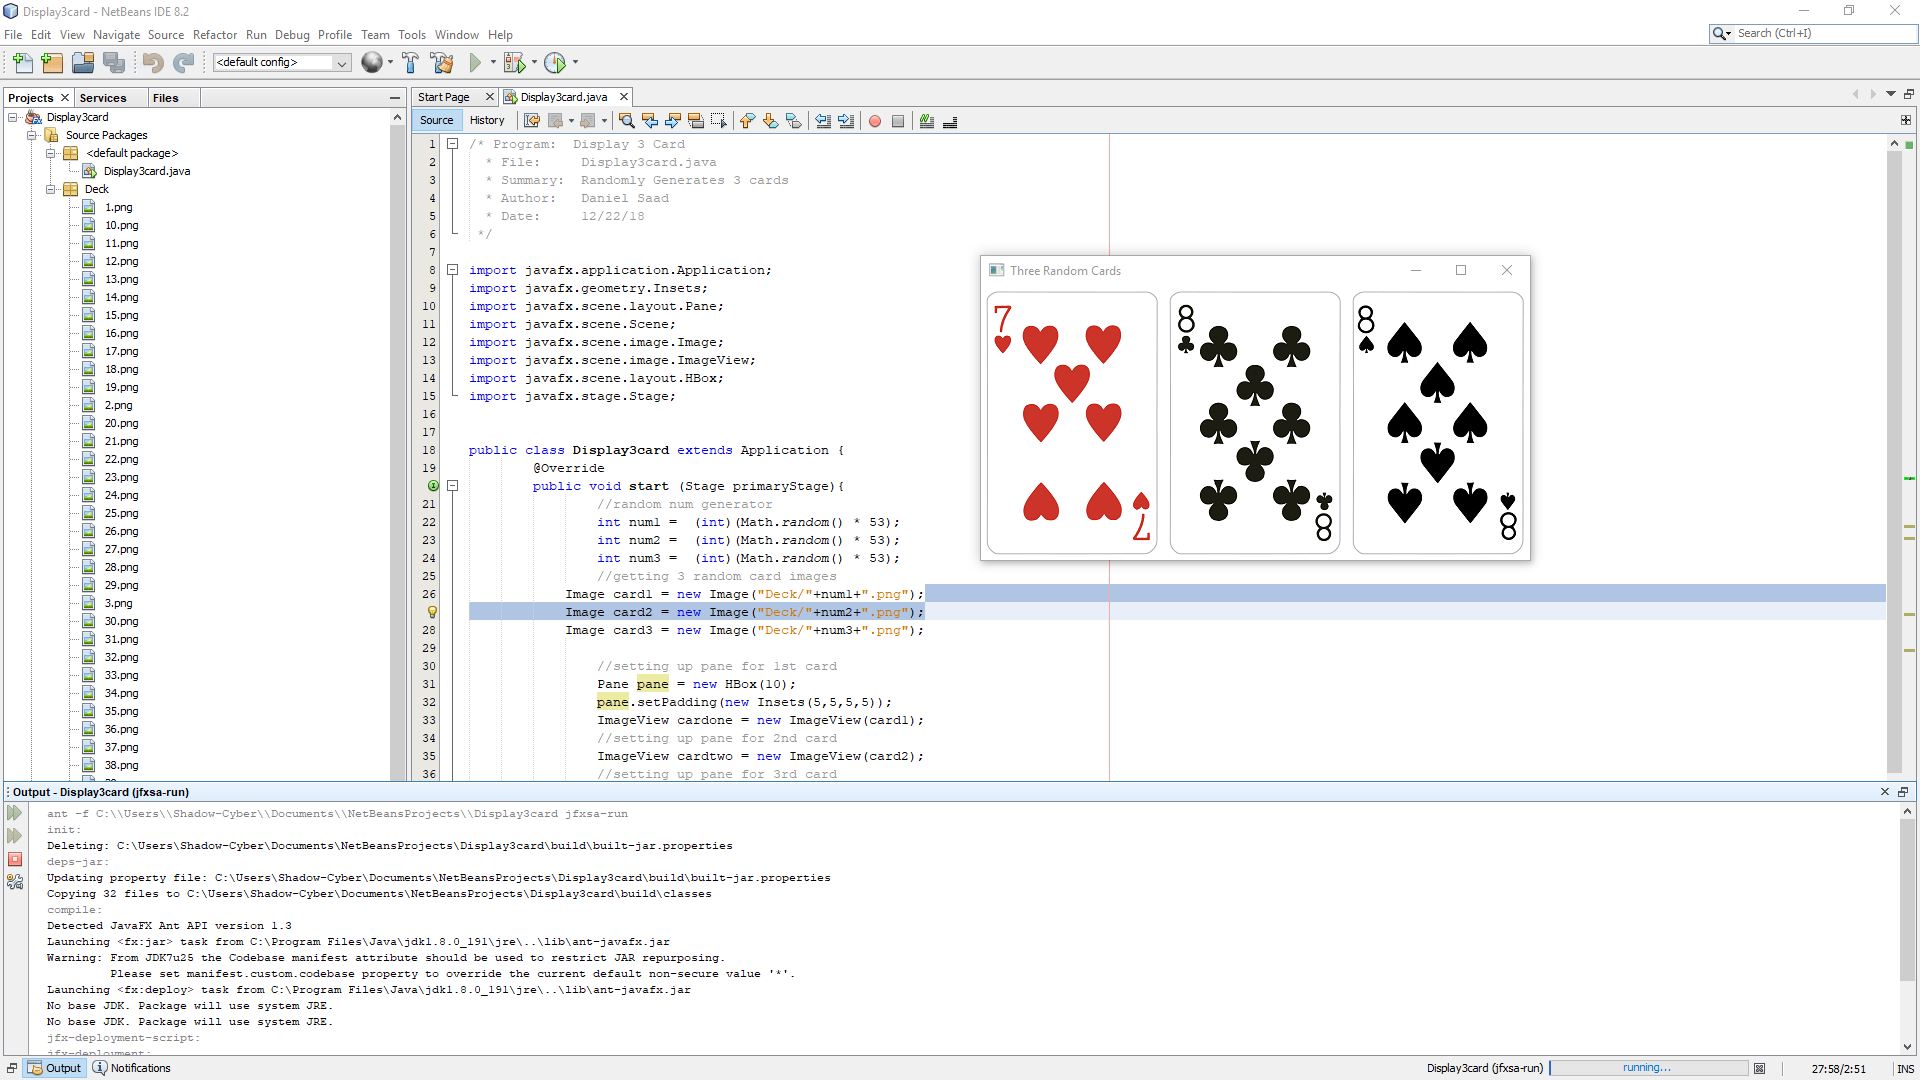 Display3card - NetBeans IDE 8.2
File Edit View Navigate Source Refactor Run Debug Profile Team Tools Window Help
Search (Ctrl+I)
<default config>
Projects Services Files
Display3card
Source Packages
<default package>
Display3card.java
Deck
1.png
10.png
11.png
12.png
13.png
14.png
15.png
16.png
17.png
18.png
19.png
2.png
20.png
21.png
22.png
23.png
24.png
25.png
26.png
27.png
28.png
29.png
3.png
30.png
31.png
32.png
33.png
34.png
35.png
36.png
37.png
38.png
Start Page Display3card.java
Source History
1 /* Program:  Display 3 Card
2 * File:     Display3card.java
3 * Summary:  Randomly Generates 3 cards
4 * Author:   Daniel Saad
5 * Date:     12/22/18
6 */
7
8 import javafx.application.Application;
9 import javafx.geometry.Insets;
10 import javafx.scene.layout.Pane;
11 import javafx.scene.Scene;
12 import javafx.scene.image.Image;
13 import javafx.scene.image.ImageView;
14 import javafx.scene.layout.HBox;
15 import javafx.stage.Stage;
16
17
18 public class Display3card extends Application {
19 @Override
public void start (Stage primaryStage){
21 //random num generator
22 int num1 =  (int)(Math.random() * 53);
23 int num2 =  (int)(Math.random() * 53);
24 int num3 =  (int)(Math.random() * 53);
25 //getting 3 random card images
26 Image card1 = new Image("Deck/"+num1+".png");
Image card2 = new Image("Deck/"+num2+".png");
28 Image card3 = new Image("Deck/"+num3+".png");
29
30 //setting up pane for 1st card
31 Pane pane = new HBox(10);
32 pane.setPadding(new Insets(5,5,5,5));
33 ImageView cardone = new ImageView(card1);
34 //setting up pane for 2nd card
35 ImageView cardtwo = new ImageView(card2);
36 //setting up pane for 3rd card
Three Random Cards
7 8 8
7 8 8
Output - Display3card (jfxsa-run)
ant -f C:\\Users\\Shadow-Cyber\\Documents\\NetBeansProjects\\Display3card jfxsa-run
init:
Deleting: C:\Users\Shadow-Cyber\Documents\NetBeansProjects\Display3card\build\built-jar.properties
deps-jar:
Updating property file: C:\Users\Shadow-Cyber\Documents\NetBeansProjects\Display3card\build\built-jar.properties
Copying 32 files to C:\Users\Shadow-Cyber\Documents\NetBeansProjects\Display3card\build\classes
compile:
Detected JavaFX Ant API version 1.3
Launching <fx:jar> task from C:\Program Files\Java\jdk1.8.0_191\jre\..\lib\ant-javafx.jar
Warning: From JDK7u25 the Codebase manifest attribute should be used to restrict JAR repurposing.
Please set manifest.custom.codebase property to override the current default non-secure value '*'.
Launching <fx:deploy> task from C:\Program Files\Java\jdk1.8.0_191\jre\..\lib\ant-javafx.jar
No base JDK. Package will use system JRE.
No base JDK. Package will use system JRE.
jfx-deployment-script:
jfx-deployment:
Output Notifications
Display3card (jfxsa-run) running... 27:58/2:51 INS